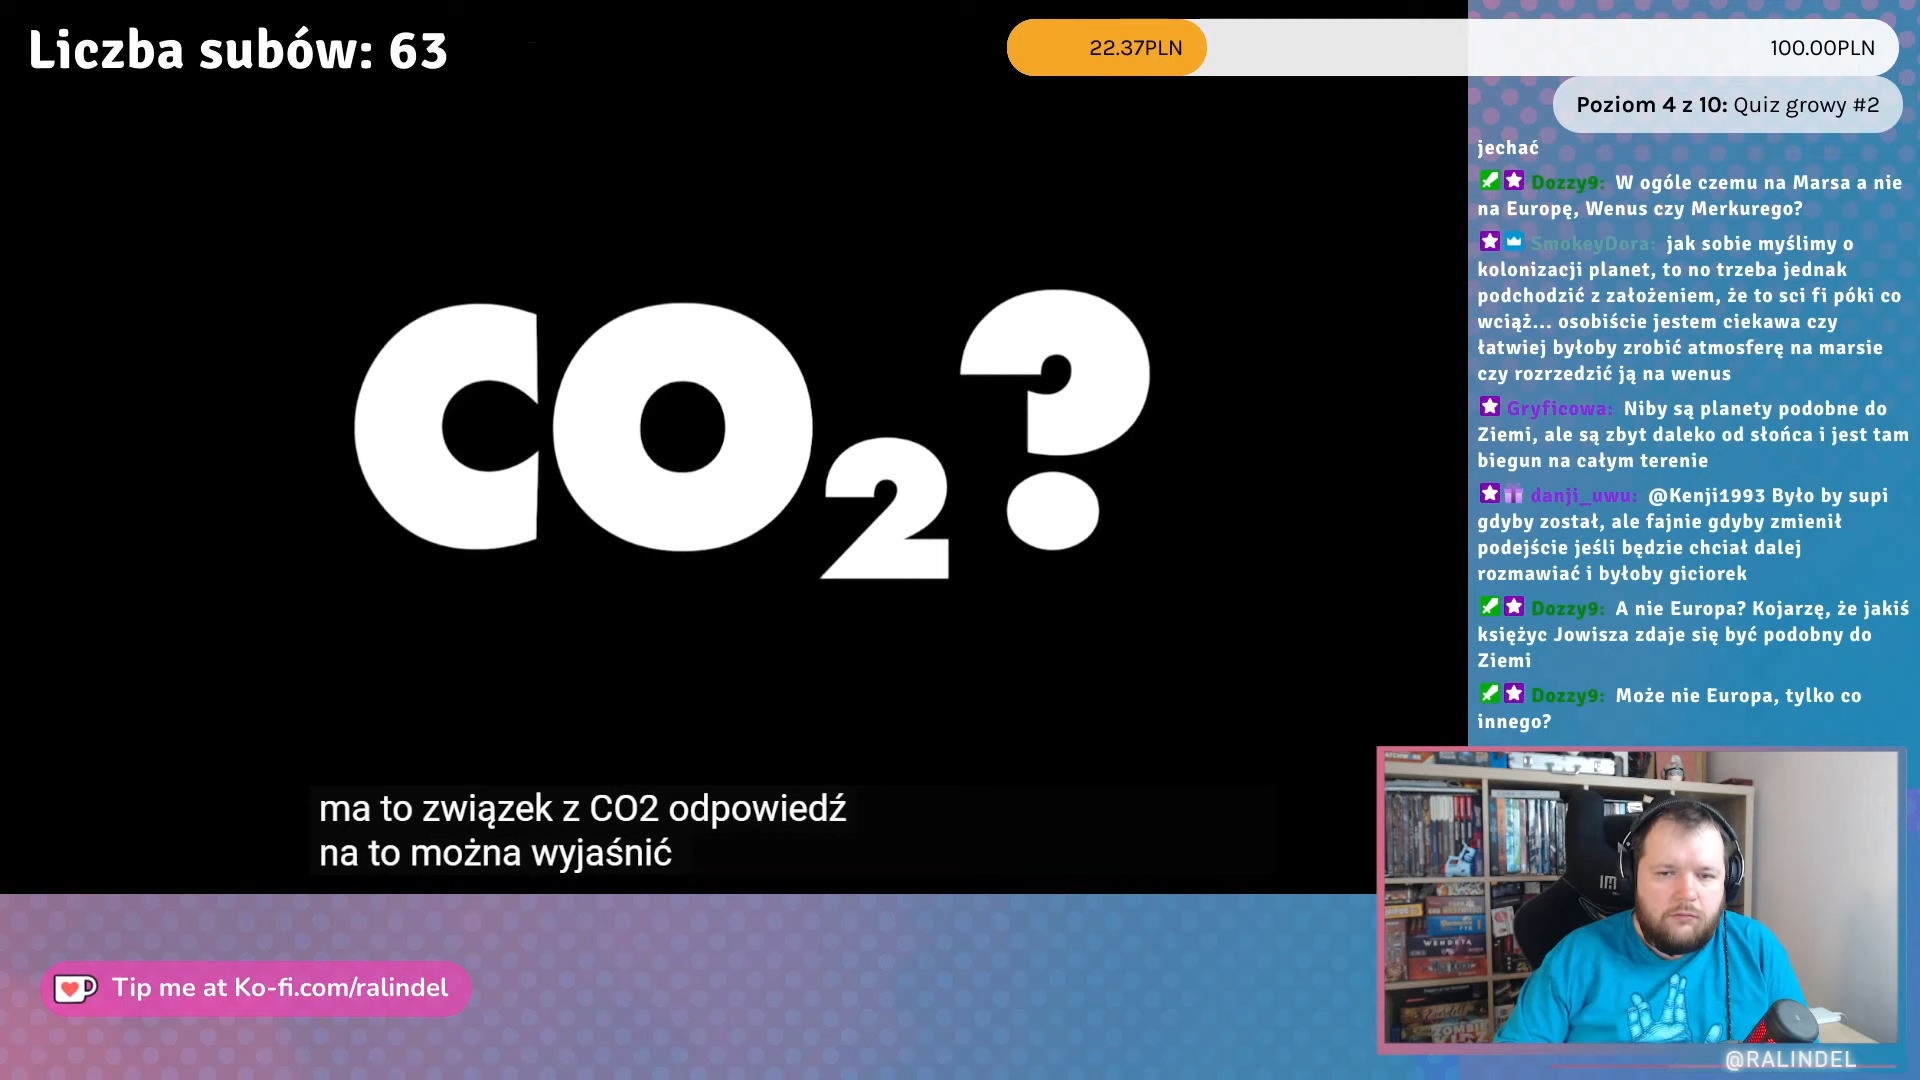 Liczba subów: 63
22.37PLN
100.00PLN
Poziom 4 z 10: Quiz growy #2
jechać
Dozzy9: W ogóle czemu na Marsa a nie
na Europę, Wenus czy Merkurego?
SmokeyDora: jak sobie myślimy o
kolonizacji planet, to no trzeba jednak
podchodzić z założeniem, że to sci fi póki co
wciąż... osobiście jestem ciekawa czy
łatwiej byłoby zrobić atmosferę na marsie
czy rozrzedzić ją na wenus
Gryficowa: Niby są planety podobne do
Ziemi, ale są zbyt daleko od słońca i jest tam
biegun na całym terenie
danji_uwu: @Kenji1993 Było by supi
gdyby został, ale fajnie gdyby zmienił
podejście jeśli będzie chciał dalej
rozmawiać i byłoby giciorek
Dozzy9: A nie Europa? Kojarzę, że jakiś
księżyc Jowisza zdaje się być podobny do
Ziemi
Dozzy9: Może nie Europa, tylko co
innego?
CO₂?
ma to związek z CO2 odpowiedź
na to można wyjaśnić
WENDETA
Tip me at Ko-fi.com/ralindel
@RALINDEL